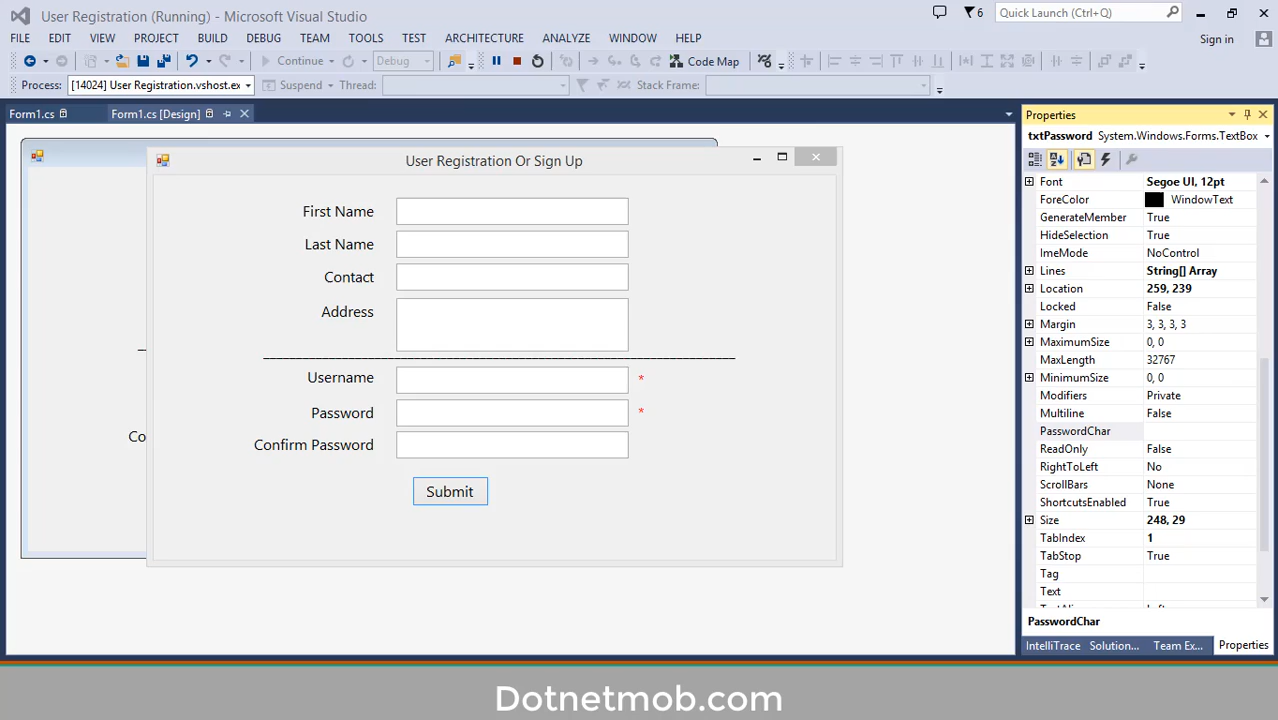 User Registration (Running) - Microsoft Visual Studio
6
Quick Launch (Ctrl+Q)
FILE EDIT VIEW PROJECT BUILD DEBUG TEAM TOOLS TEST ARCHITECTURE ANALYZE WINDOW HELP
Sign in
Continue Debug Code Map
Process: [14024] User Registration.vshost.ex Suspend Thread: Stack Frame:
Form1.cs Form1.cs [Design]
Properties
txtPassword System.Windows.Forms.TextBox
User Registration Or Sign Up
First Name
Last Name
Contact
Address
Username *
Password *
Co
Confirm Password
Submit
Font Segoe UI, 12pt
ForeColor WindowText
GenerateMember True
HideSelection True
ImeMode NoControl
Lines String[] Array
Location 259, 239
Locked False
Margin 3, 3, 3, 3
MaximumSize 0, 0
MaxLength 32767
MinimumSize 0, 0
Modifiers Private
Multiline False
PasswordChar
ReadOnly False
RightToLeft No
ScrollBars None
ShortcutsEnabled True
Size 248, 29
TabIndex 1
TabStop True
Tag
Text
PasswordChar
IntelliTrace Solution... Team Ex... Properties
Dotnetmob.com